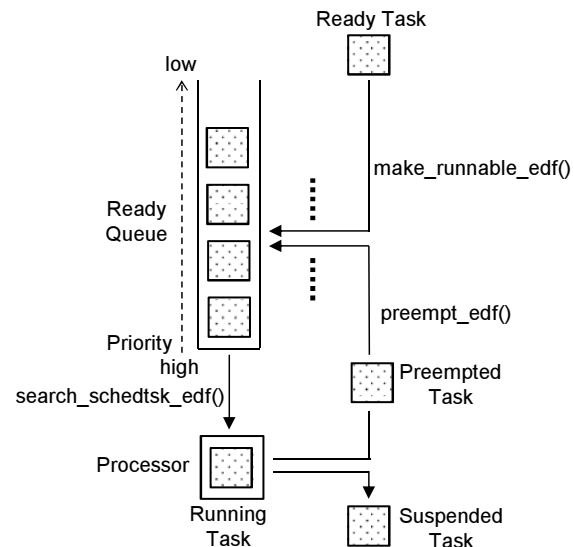 Ready Task
low
make_runnable_edf()
Ready
Queue
preempt_edf()
Priority
high
search_schedtsk_edf()
Preempted
Task
Processor
Running
Task
Suspended
Task